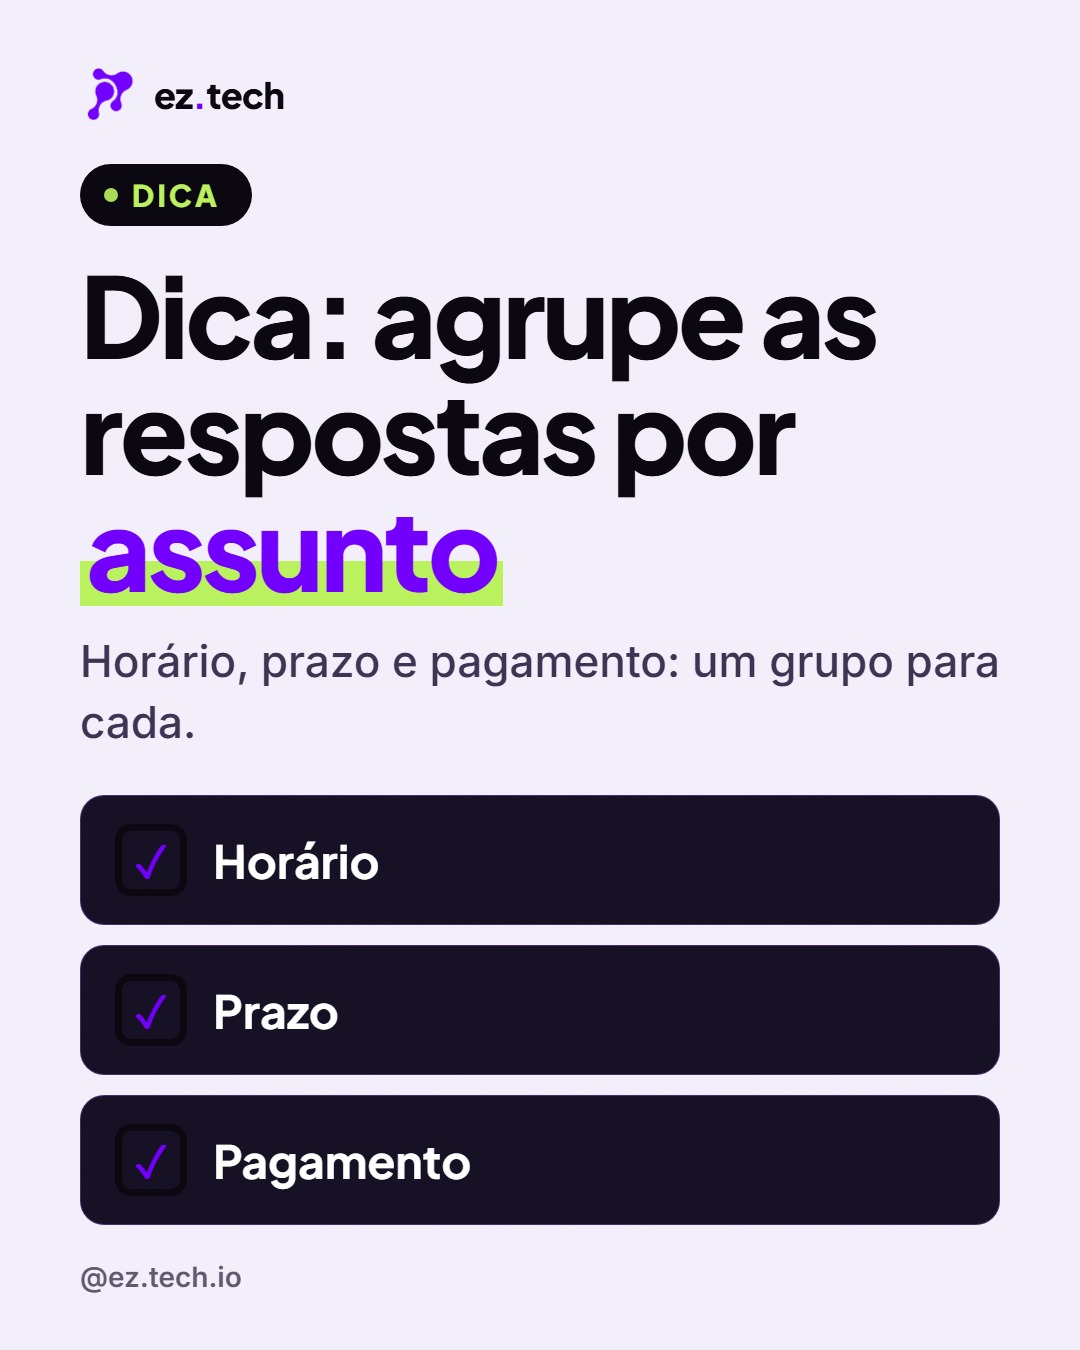 ez.tech
DICA
Dica: agrupe as
respostas por
assunto
Horário, prazo e pagamento: um grupo para
cada.
✓ Horário
✓ Prazo
✓ Pagamento
@ez.tech.io